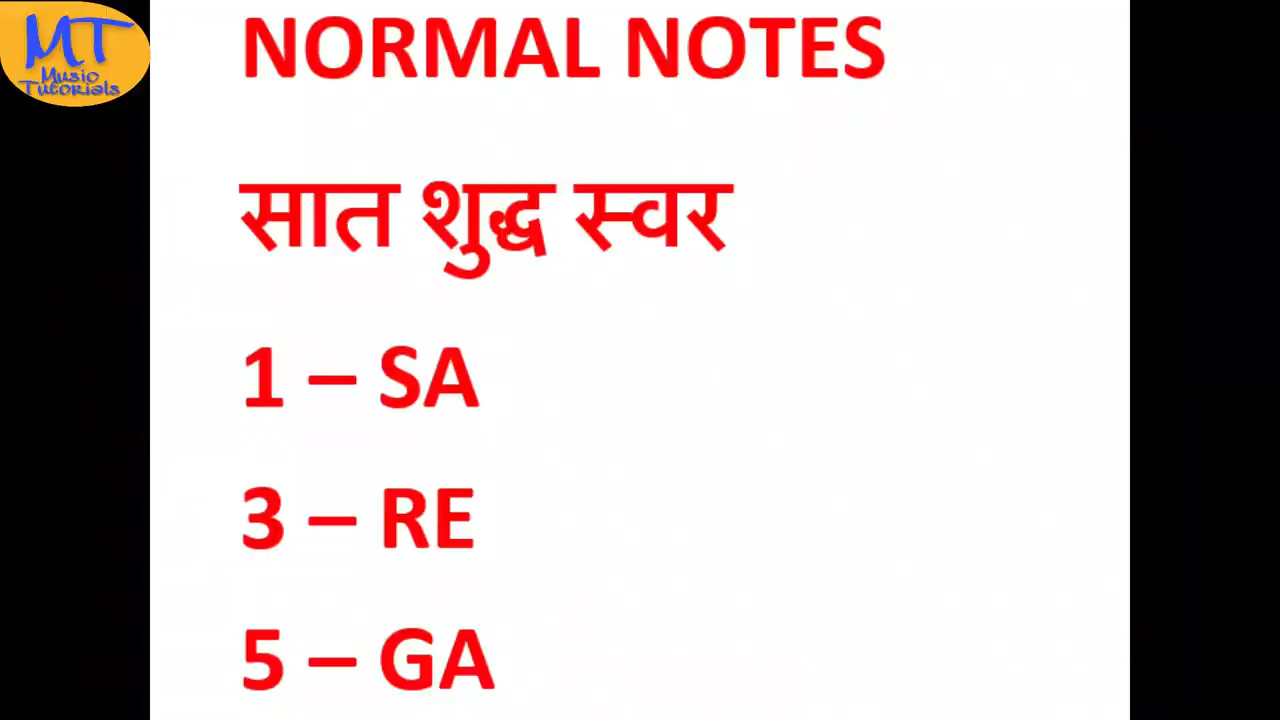 MT
Music
Tutorials
NORMAL NOTES
सात शुद्ध स्वर
1 – SA
3 – RE
5 – GA